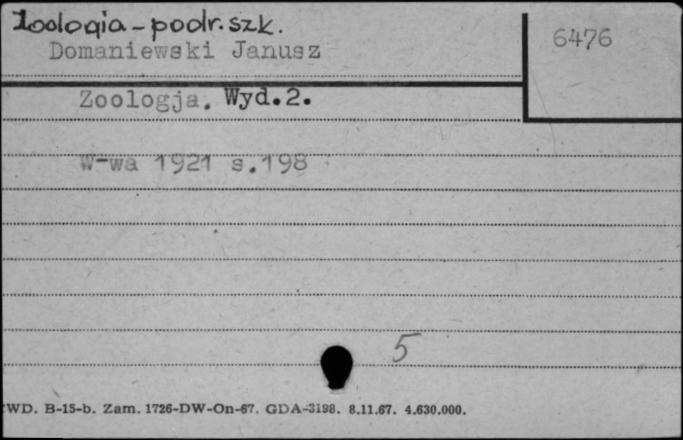 Zoologia - podr. szk.
6476
Domaniewski Janusz
Zoologja. Wyd.2.
W-wa 1921 s.198
5
WD. B-15-b. Zam. 1726-DW-On-67. GDA-3198. 8.11.67. 4.630.000.